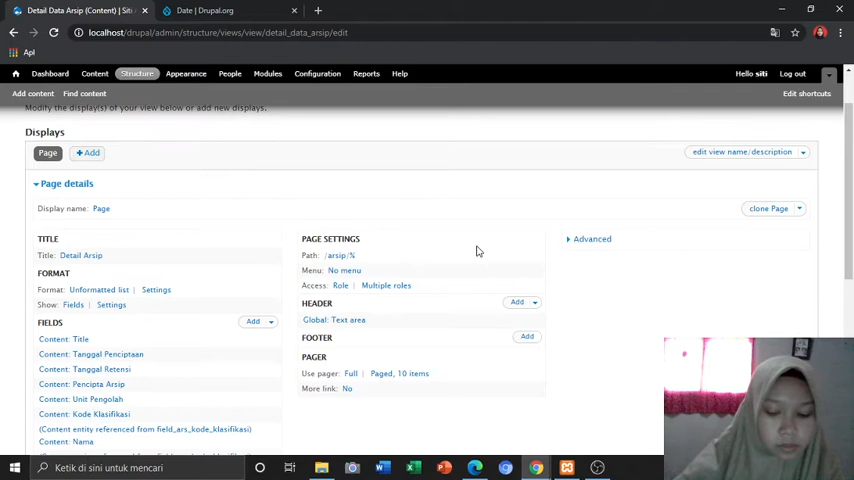 Detail Data Arsip (Content) | Siti
Date | Drupal.org
localhost/drupal/admin/structure/views/view/detail_data_arsip/edit
Apl
Dashboard Content Structure Appearance People Modules Configuration Reports Help
Hello siti Log out
Add content Find content
Edit shortcuts
Modify the display(s) of your view below or add new displays.
Displays
Page Add
edit view name/description
Page details
Display name: Page
clone Page
TITLE
Title: Detail Arsip
FORMAT
Format: Unformatted list | Settings
Show: Fields | Settings
FIELDS
Add
Content: Title
Content: Tanggal Penciptaan
Content: Tanggal Retensi
Content: Pencipta Arsip
Content: Unit Pengolah
Content: Kode Klasifikasi
(Content entity referenced from field_ars_kode_klasifikasi)
Content: Nama
PAGE SETTINGS
Path: /arsip/%
Menu: No menu
Access: Role | Multiple roles
HEADER
Add
Global: Text area
FOOTER
Add
PAGER
Use pager: Full | Paged, 10 items
More link: No
Advanced
Ketik di sini untuk mencari